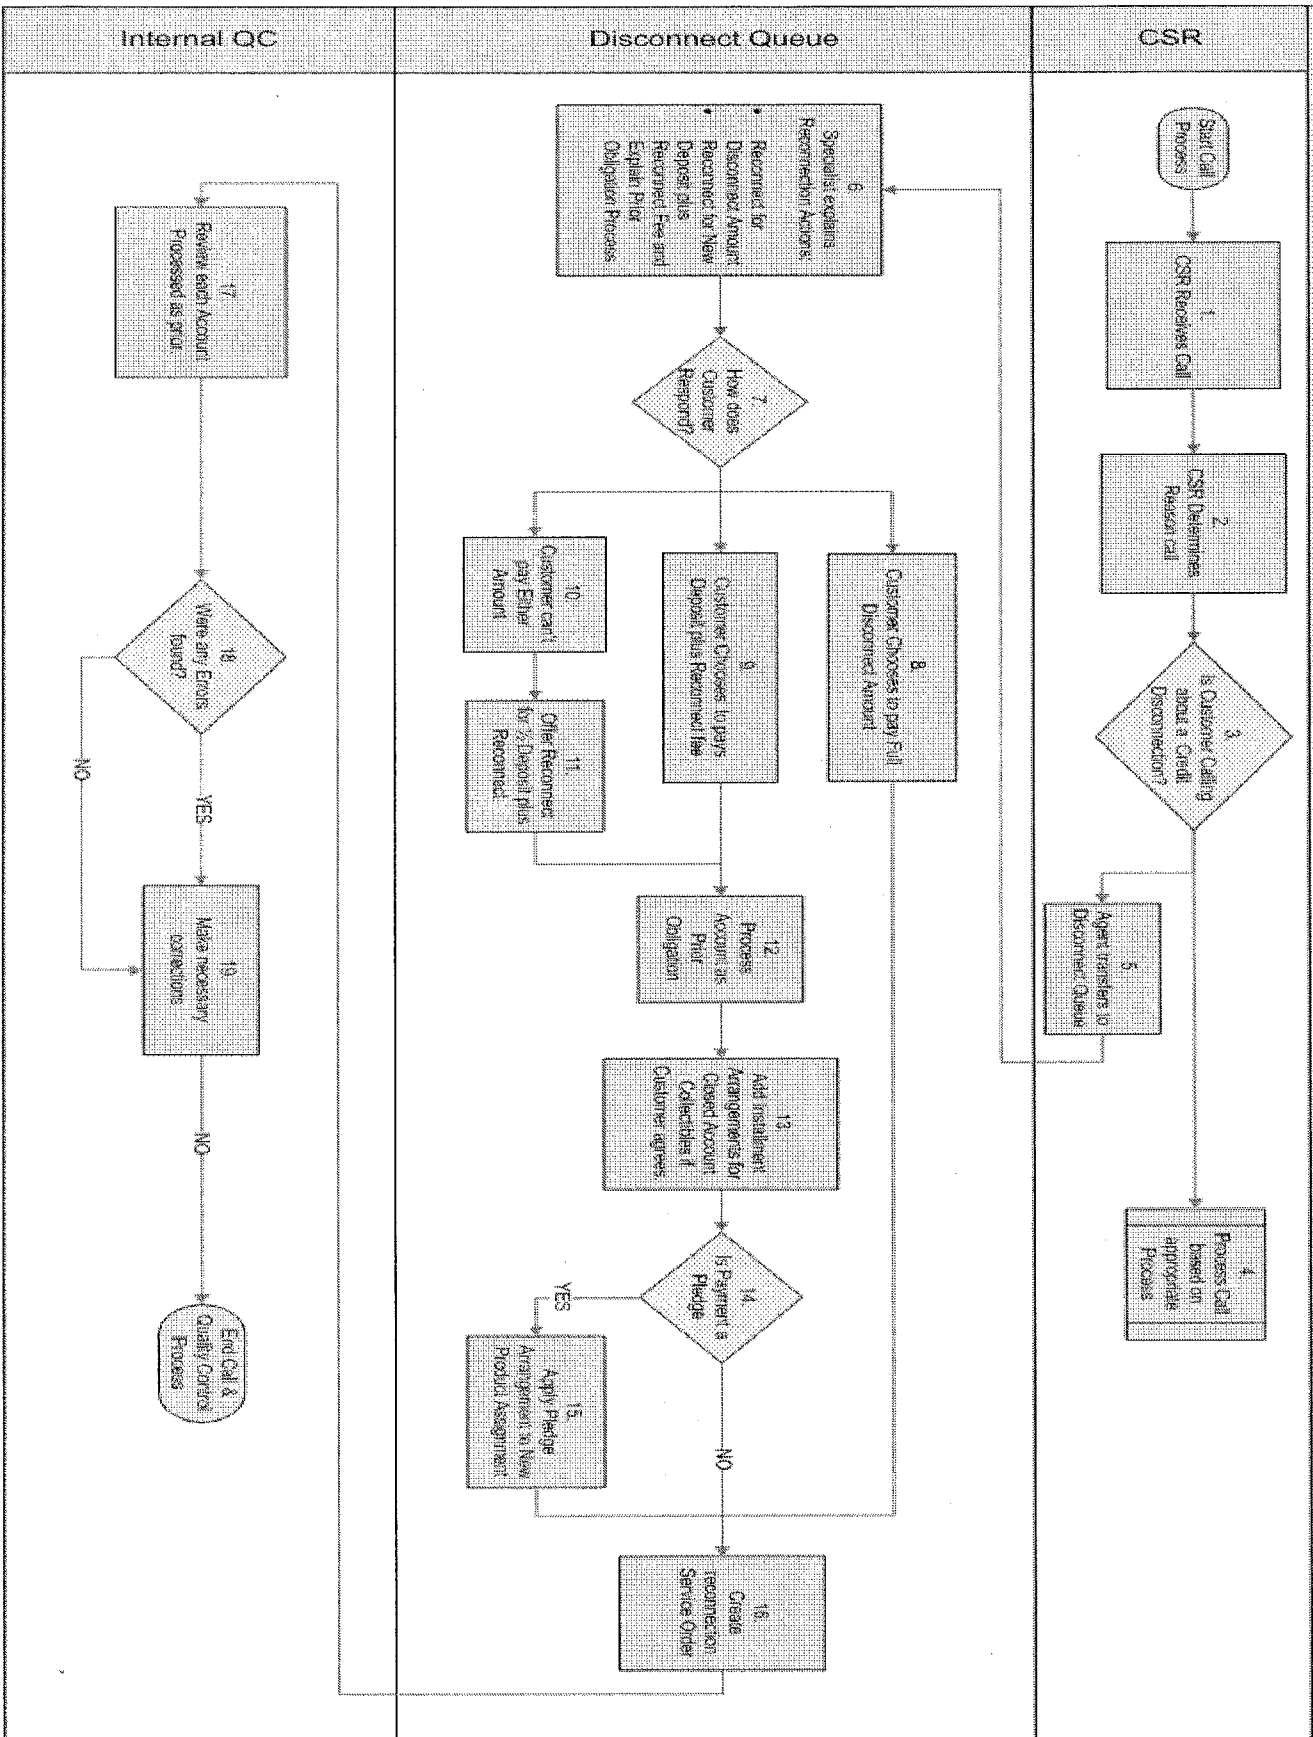 CSR
Start Call
Process
1.
CSR Receives Call
2.
CSR Determines
Reason call
3.
Is Customer Calling
about a Credit
Disconnection?
4.
Process Call
based on
appropriate
Process
5.
Agent transfers to
Disconnect Queue
Disconnect Queue
6.
Specialist explains
Reconnection Actions:
• Reconnect for
Disconnect Amount
• Reconnect for New
Deposit plus
Reconnect Fee and
Explain Prior
Obligation Process
7.
How does
Customer
Respond?
8.
Customer Chooses to pay Full
Disconnect Amount
9.
Customer Chooses to pays
Deposit plus Reconnect fee
10.
Customer can't
pay Either
Amount
11.
Offer Reconnect
for ½ Deposit plus
Reconnect
12.
Process
Account as
Prior
Obligation
13.
Add Installment
Arrangements for
Closed Account
Collectibles if
Customer agrees.
14.
Is Payment a
Pledge
YES
NO
15.
Apply Pledge
Arrangement to New
Product Assignment
16.
Create
reconnection
Service Order
Internal QC
17.
Review each Account
Processed as prior.
18.
Were any Errors
found?
YES
NO
19.
Make necessary
corrections
NO
End Call &
Quality Control
Process